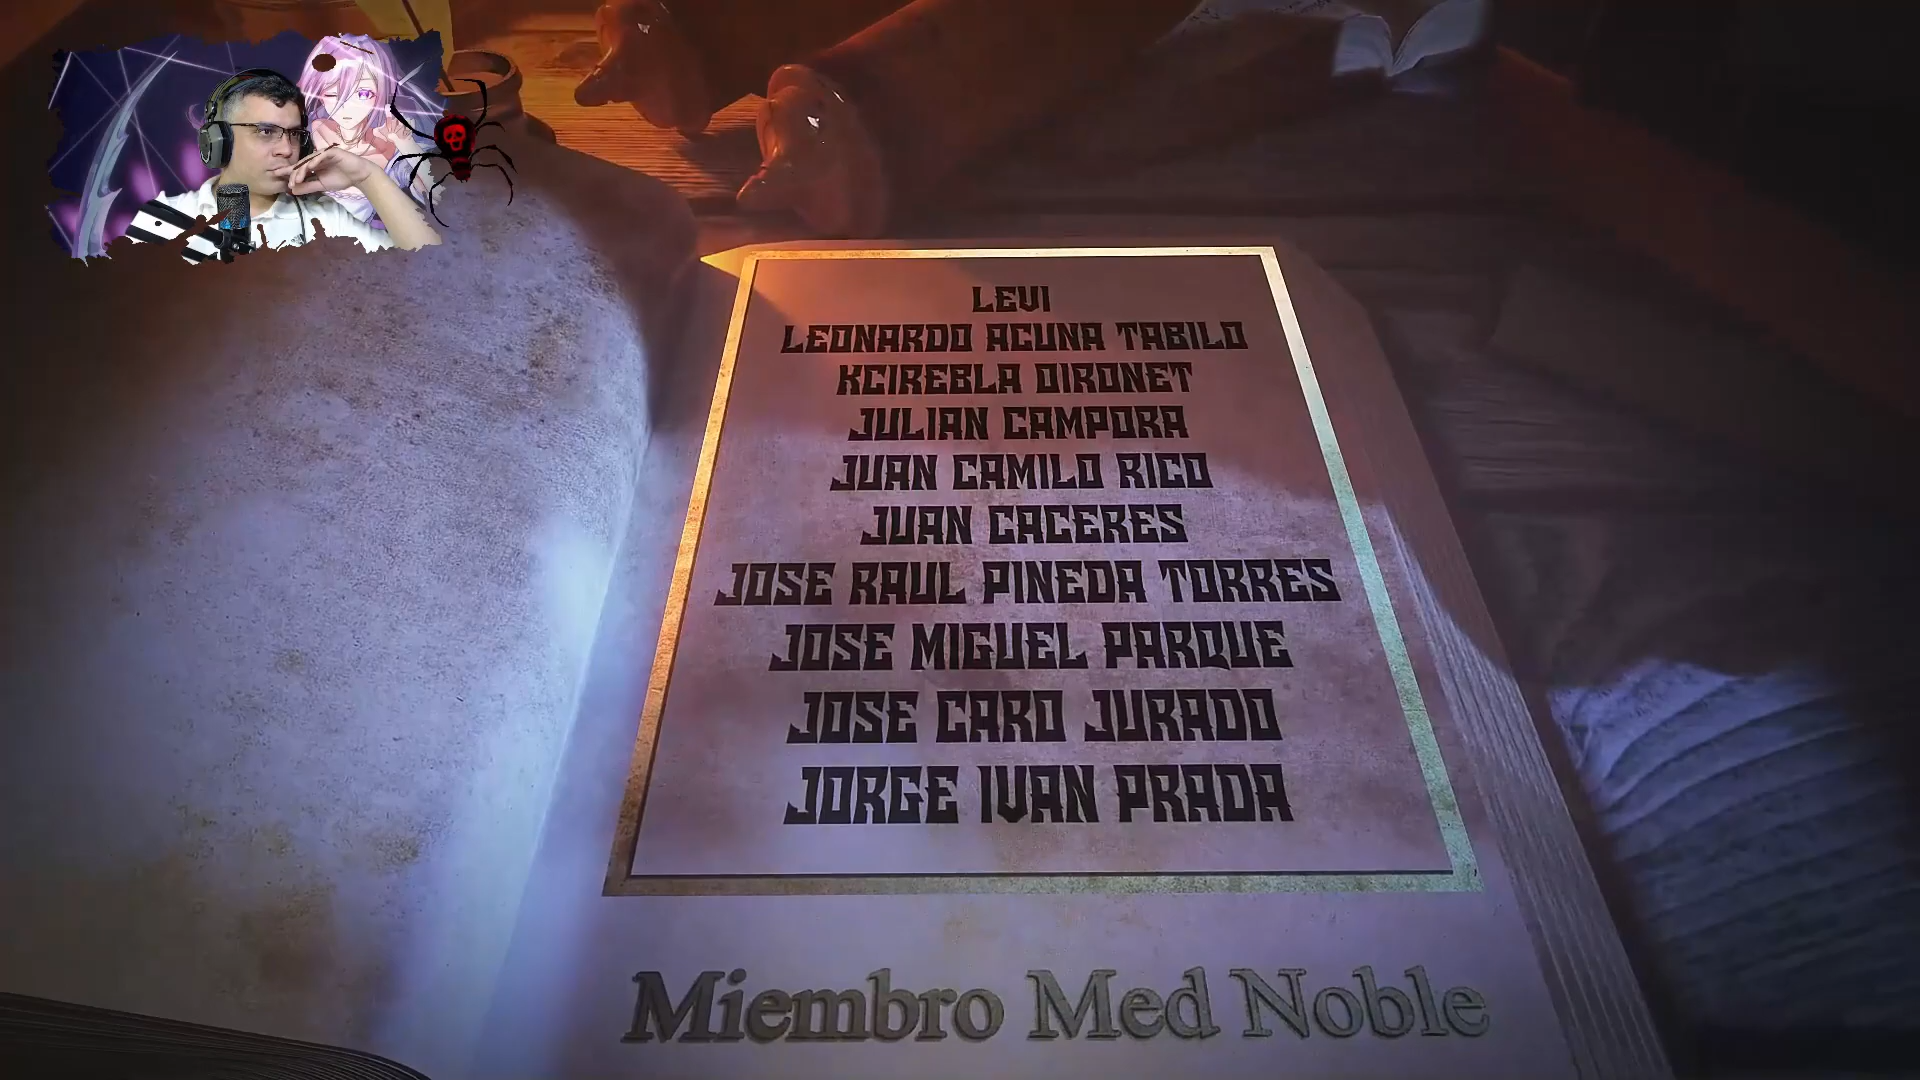 LEVI
LEONARDO ACUNA TABILO
KCIREBLA OIRONET
JULIAN CAMPORA
JUAN CAMILO RICO
JUAN CACERES
JOSE RAUL PINEDA TORRES
JOSE MIGUEL PARQUE
JOSE CARO JURADO
JORGE IVAN PRADA
Miembro Med Noble